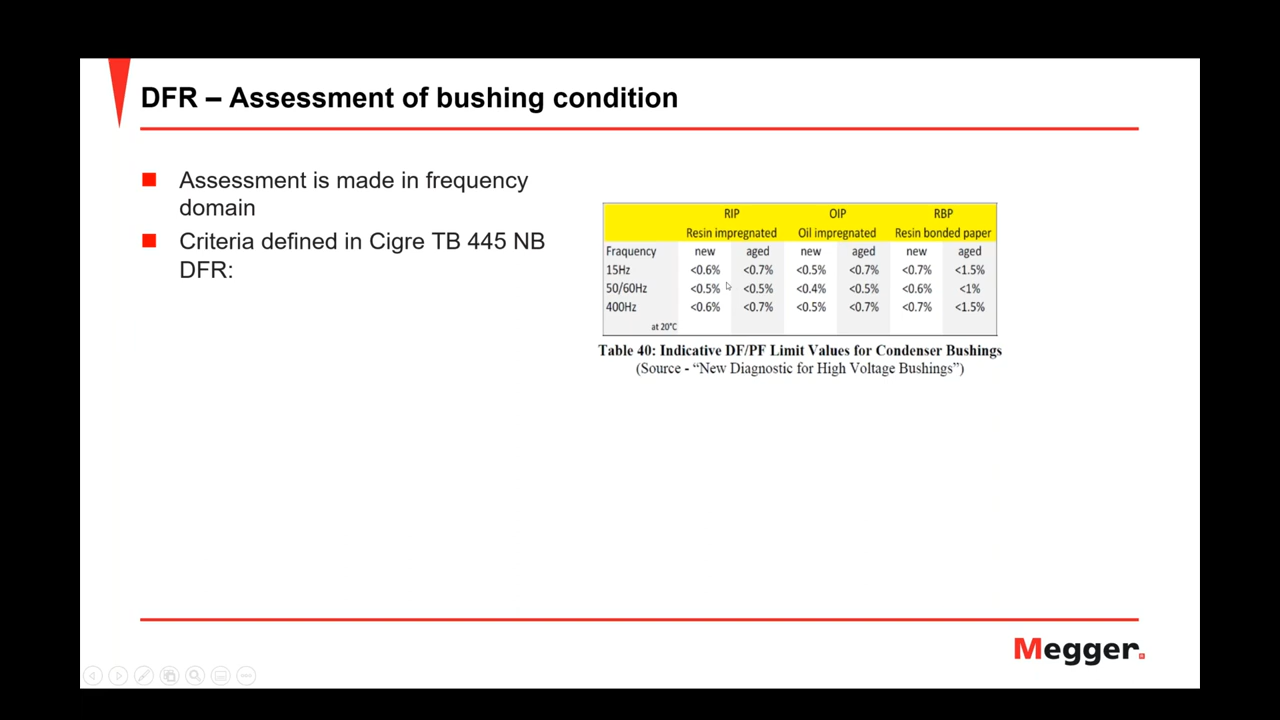 DFR – Assessment of bushing condition
Assessment is made in frequency
domain
Criteria defined in Cigre TB 445 NB
DFR:
RIP OIP RBP
Resin impregnated Oil impregnated Resin bonded paper
Fraquency new aged new aged new aged
15Hz <0.6% <0.7% <0.5% <0.7% <0.7% <1.5%
50/60Hz <0.5% <0.5% <0.4% <0.5% <0.6% <1%
400Hz <0.6% <0.7% <0.5% <0.7% <0.7% <1.5%
at 20°C
Table 40: Indicative DF/PF Limit Values for Condenser Bushings
(Source - “New Diagnostic for High Voltage Bushings”)
Megger